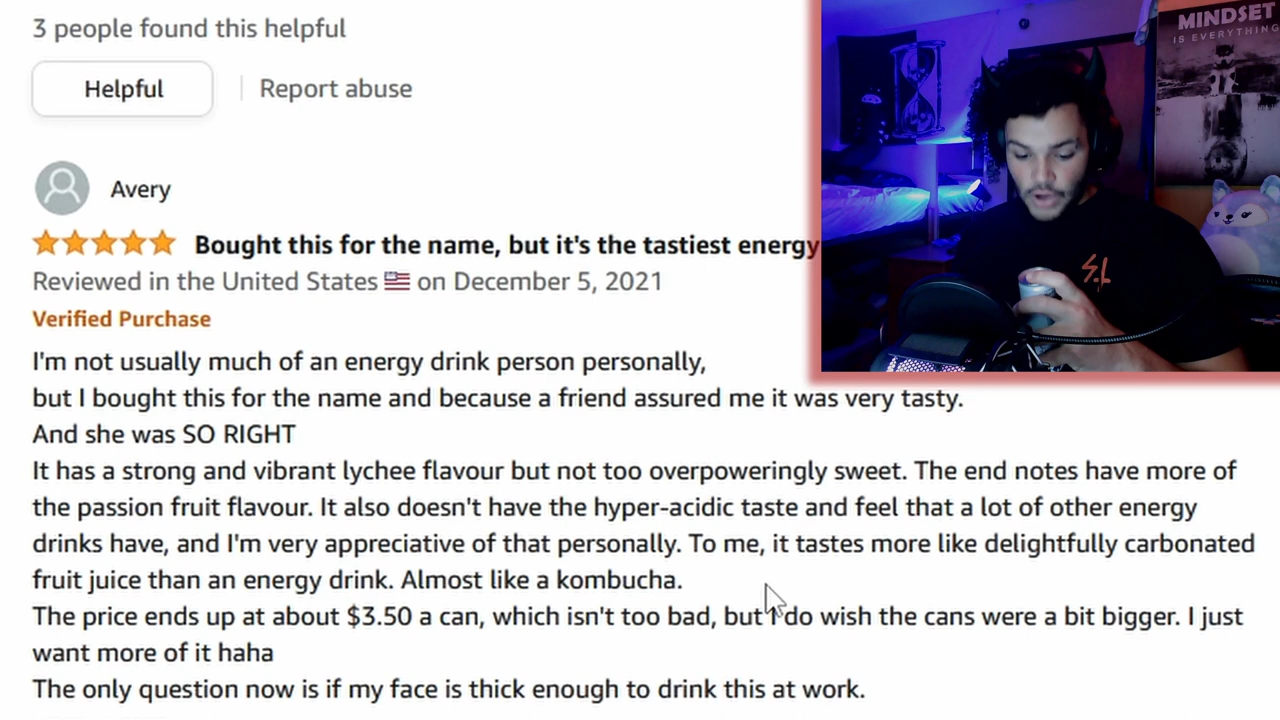 3 people found this helpful
Helpful
Report abuse
MINDSET
IS EVERYTHING
Avery
Bought this for the name, but it's the tastiest energy
Reviewed in the United States on December 5, 2021
Verified Purchase
I'm not usually much of an energy drink person personally,
but I bought this for the name and because a friend assured me it was very tasty.
And she was SO RIGHT
It has a strong and vibrant lychee flavour but not too overpoweringly sweet. The end notes have more of
the passion fruit flavour. It also doesn't have the hyper-acidic taste and feel that a lot of other energy
drinks have, and I'm very appreciative of that personally. To me, it tastes more like delightfully carbonated
fruit juice than an energy drink. Almost like a kombucha.
The price ends up at about $3.50 a can, which isn't too bad, but I do wish the cans were a bit bigger. I just
want more of it haha
The only question now is if my face is thick enough to drink this at work.